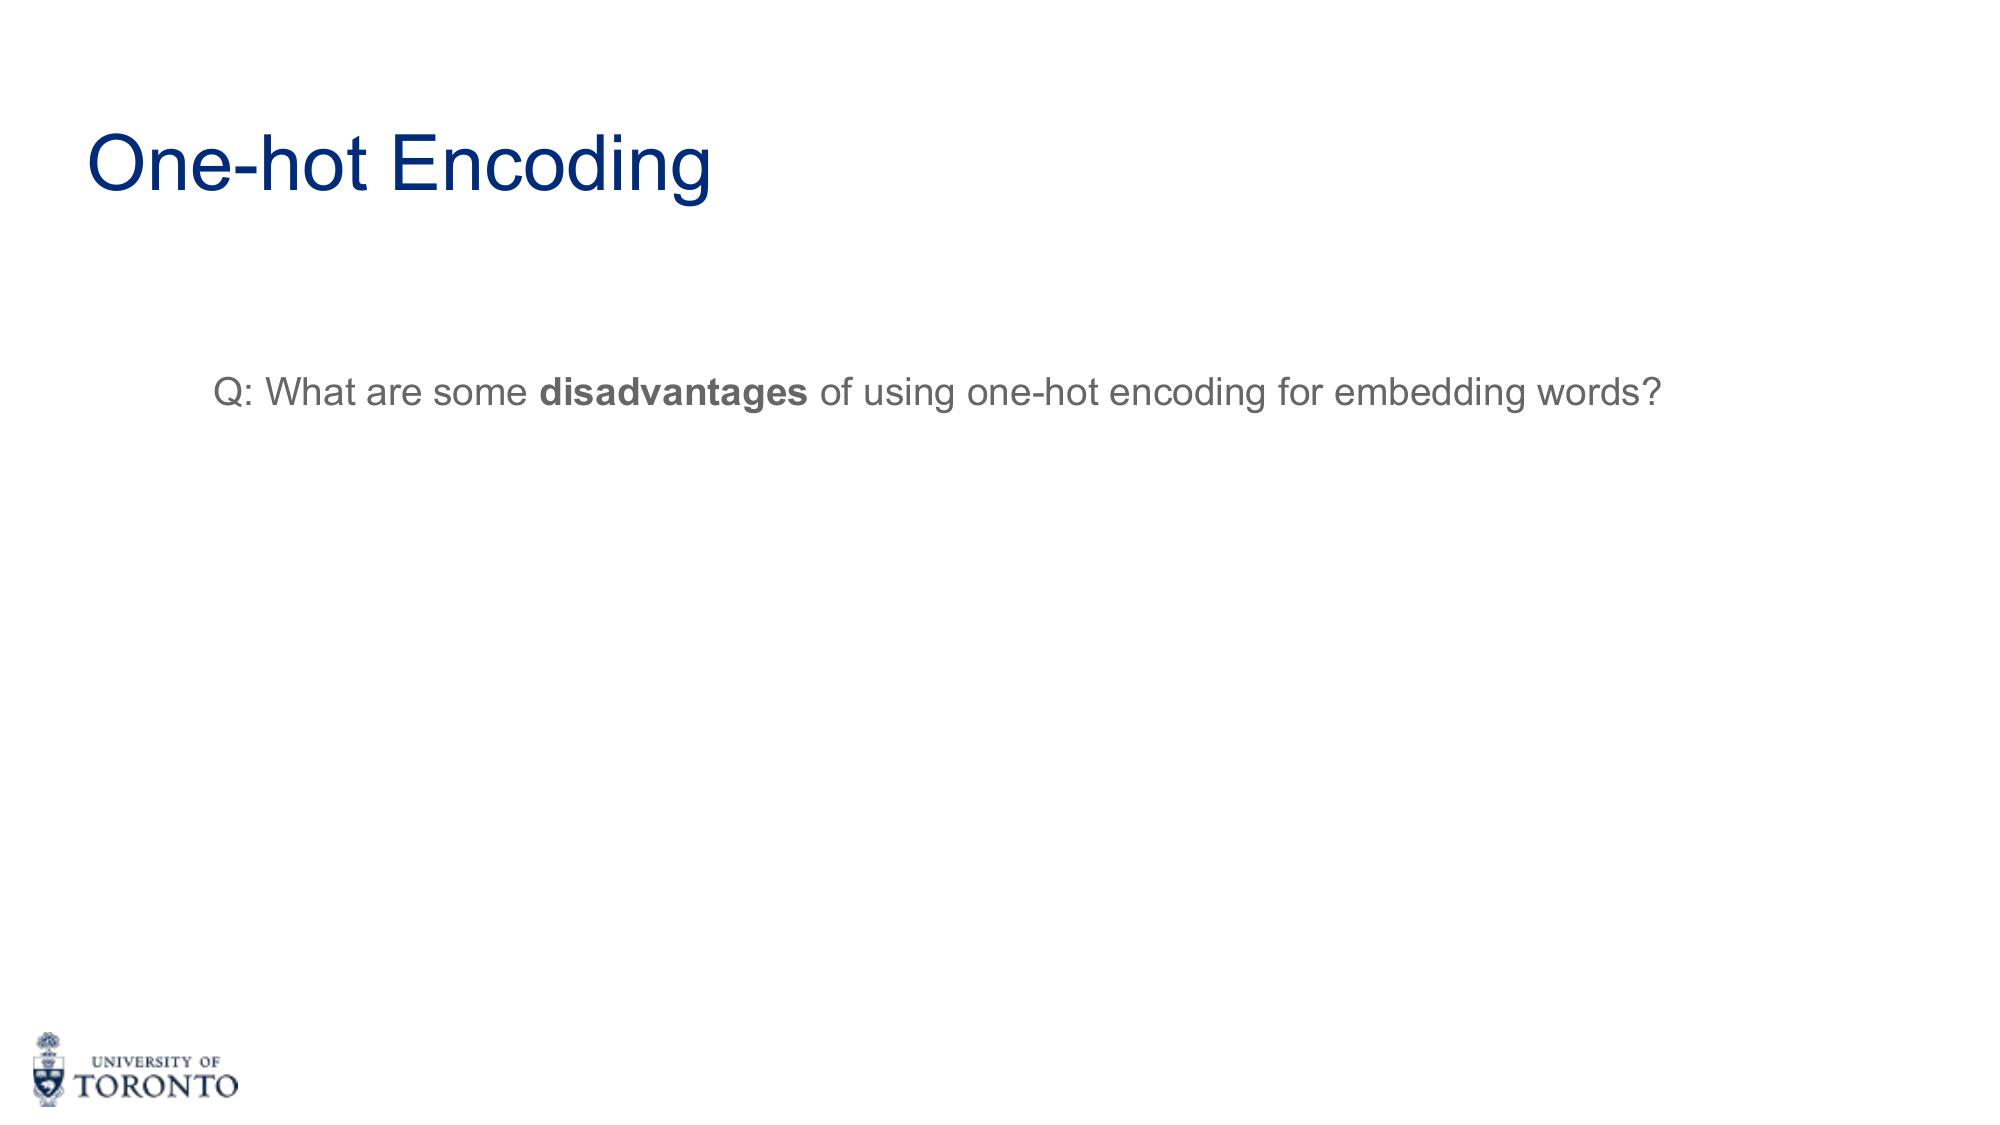 One-hot Encoding
Q: What are some disadvantages of using one-hot encoding for embedding words?
UNIVERSITY OF
TORONTO